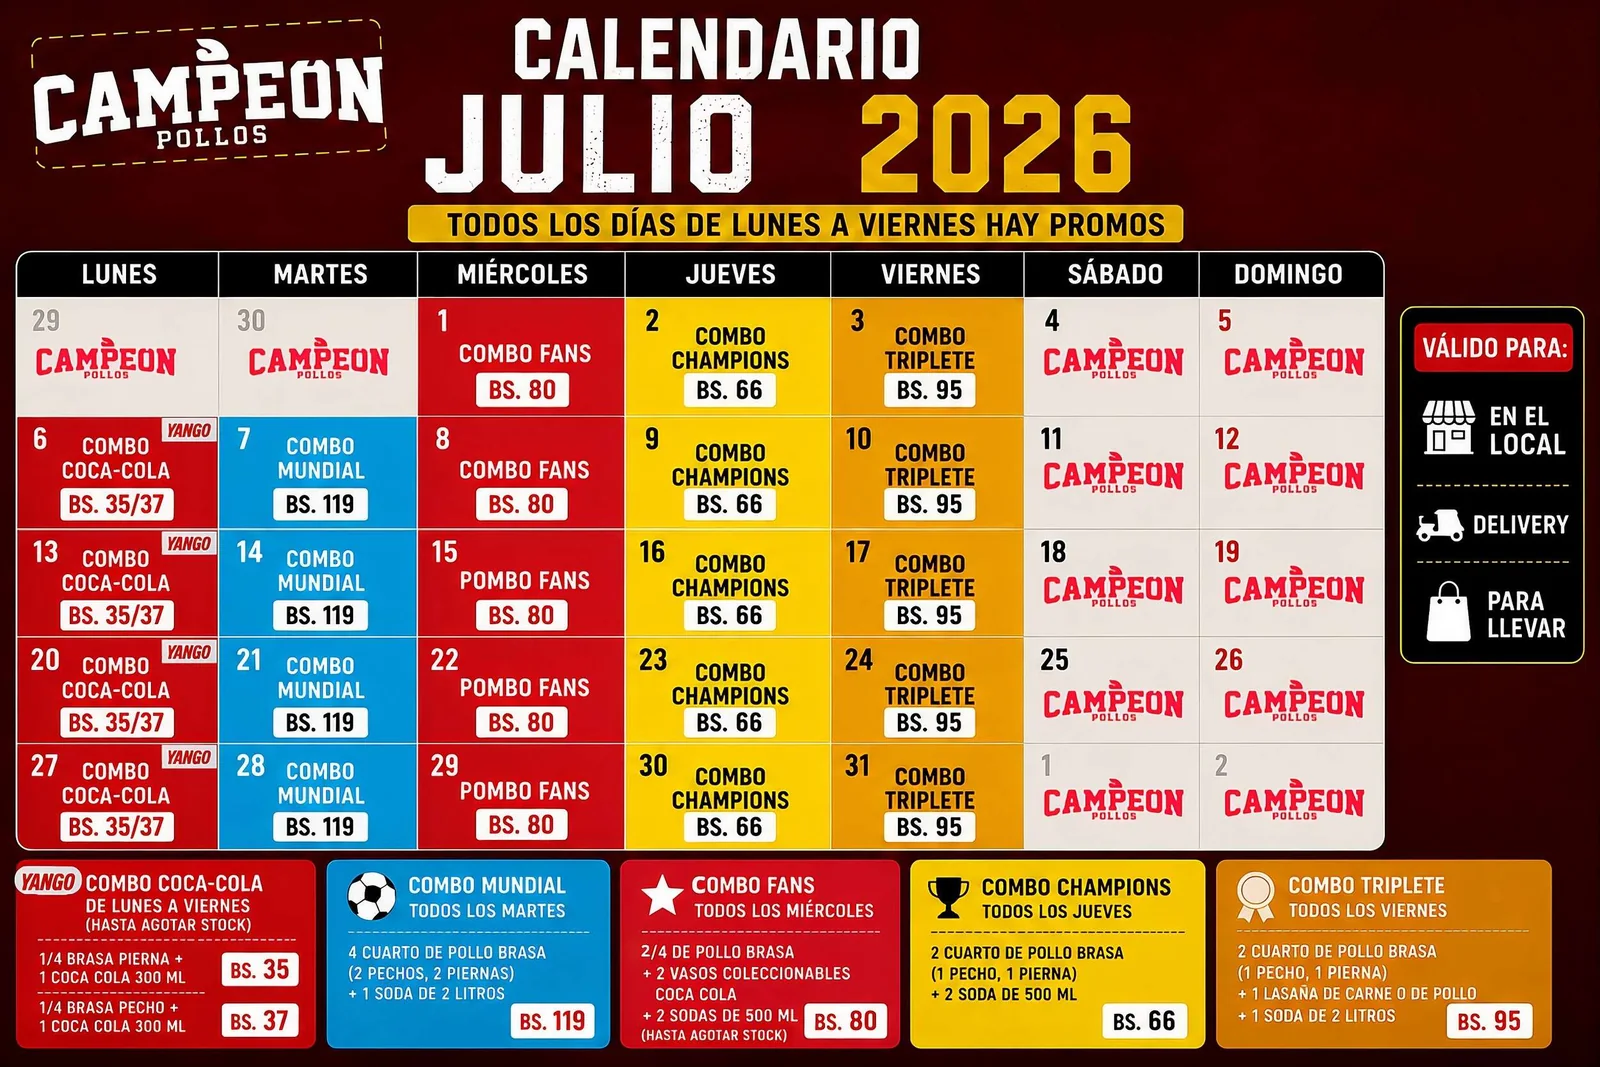 CAMPEON
POLLOS
CALENDARIO
JULIO 2026
TODOS LOS DÍAS DE LUNES A VIERNES HAY PROMOS
LUNES MARTES MIÉRCOLES JUEVES VIERNES SÁBADO DOMINGO
29
CAMPEON
POLLOS
30
CAMPEON
POLLOS
1
COMBO FANS
BS. 80
2
COMBO
CHAMPIONS
BS. 66
3
COMBO
TRIPLETE
BS. 95
4
CAMPEON
POLLOS
5
CAMPEON
POLLOS
6
YANGO
COMBO
COCA-COLA
BS. 35/37
7
COMBO
MUNDIAL
BS. 119
8
COMBO FANS
BS. 80
9
COMBO
CHAMPIONS
BS. 66
10
COMBO
TRIPLETE
BS. 95
11
CAMPEON
POLLOS
12
CAMPEON
POLLOS
13
YANGO
COMBO
COCA-COLA
BS. 35/37
14
COMBO
MUNDIAL
BS. 119
15
POMBO FANS
BS. 80
16
COMBO
CHAMPIONS
BS. 66
17
COMBO
TRIPLETE
BS. 95
18
CAMPEON
POLLOS
19
CAMPEON
POLLOS
20
YANGO
COMBO
COCA-COLA
BS. 35/37
21
COMBO
MUNDIAL
BS. 119
22
POMBO FANS
BS. 80
23
COMBO
CHAMPIONS
BS. 66
24
COMBO
TRIPLETE
BS. 95
25
CAMPEON
POLLOS
26
CAMPEON
POLLOS
27
YANGO
COMBO
COCA-COLA
BS. 35/37
28
COMBO
MUNDIAL
BS. 119
29
POMBO FANS
BS. 80
30
COMBO
CHAMPIONS
BS. 66
31
COMBO
TRIPLETE
BS. 95
1
CAMPEON
POLLOS
2
CAMPEON
POLLOS
VÁLIDO PARA:
EN EL
LOCAL
DELIVERY
PARA
LLEVAR
YANGO COMBO COCA-COLA
DE LUNES A VIERNES
(HASTA AGOTAR STOCK)
1/4 BRASA PIERNA +
1 COCA COLA 300 ML
BS. 35
1/4 BRASA PECHO +
1 COCA COLA 300 ML
BS. 37
COMBO MUNDIAL
TODOS LOS MARTES
4 CUARTO DE POLLO BRASA
(2 PECHOS, 2 PIERNAS)
+ 1 SODA DE 2 LITROS
BS. 119
COMBO FANS
TODOS LOS MIÉRCOLES
2/4 DE POLLO BRASA
+ 2 VASOS COLECCIONABLES
COCA COLA
+ 2 SODAS DE 500 ML
(HASTA AGOTAR STOCK)
BS. 80
COMBO CHAMPIONS
TODOS LOS JUEVES
2 CUARTO DE POLLO BRASA
(1 PECHO, 1 PIERNA)
+ 2 SODA DE 500 ML
BS. 66
COMBO TRIPLETE
TODOS LOS VIERNES
2 CUARTO DE POLLO BRASA
(1 PECHO, 1 PIERNA)
+ 1 LASAÑA DE CARNE O DE POLLO
+ 1 SODA DE 2 LITROS
BS. 95